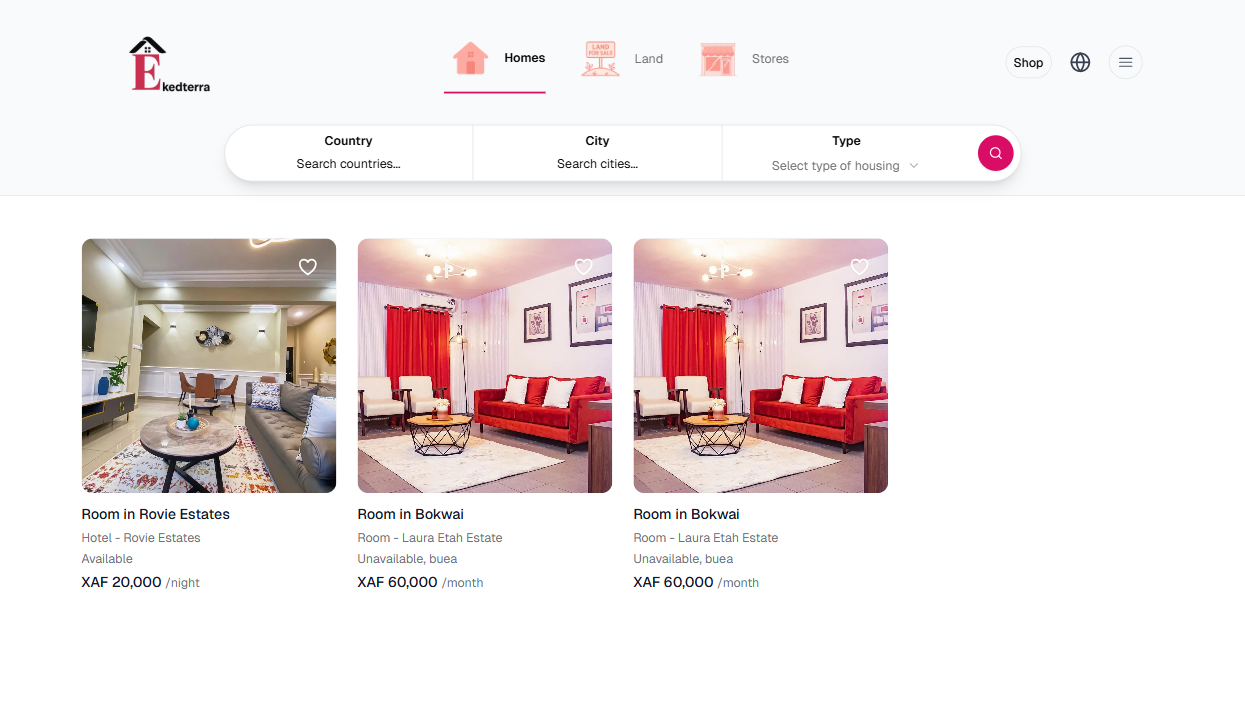 Ekedterra
Homes
LAND
FOR SALE
Land
Stores
Shop
Country
Search countries...
City
Search cities...
Type
Select type of housing
Room in Rovie Estates
Hotel - Rovie Estates
Available
XAF 20,000 /night
Room in Bokwai
Room - Laura Etah Estate
Unavailable, buea
XAF 60,000 /month
Room in Bokwai
Room - Laura Etah Estate
Unavailable, buea
XAF 60,000 /month